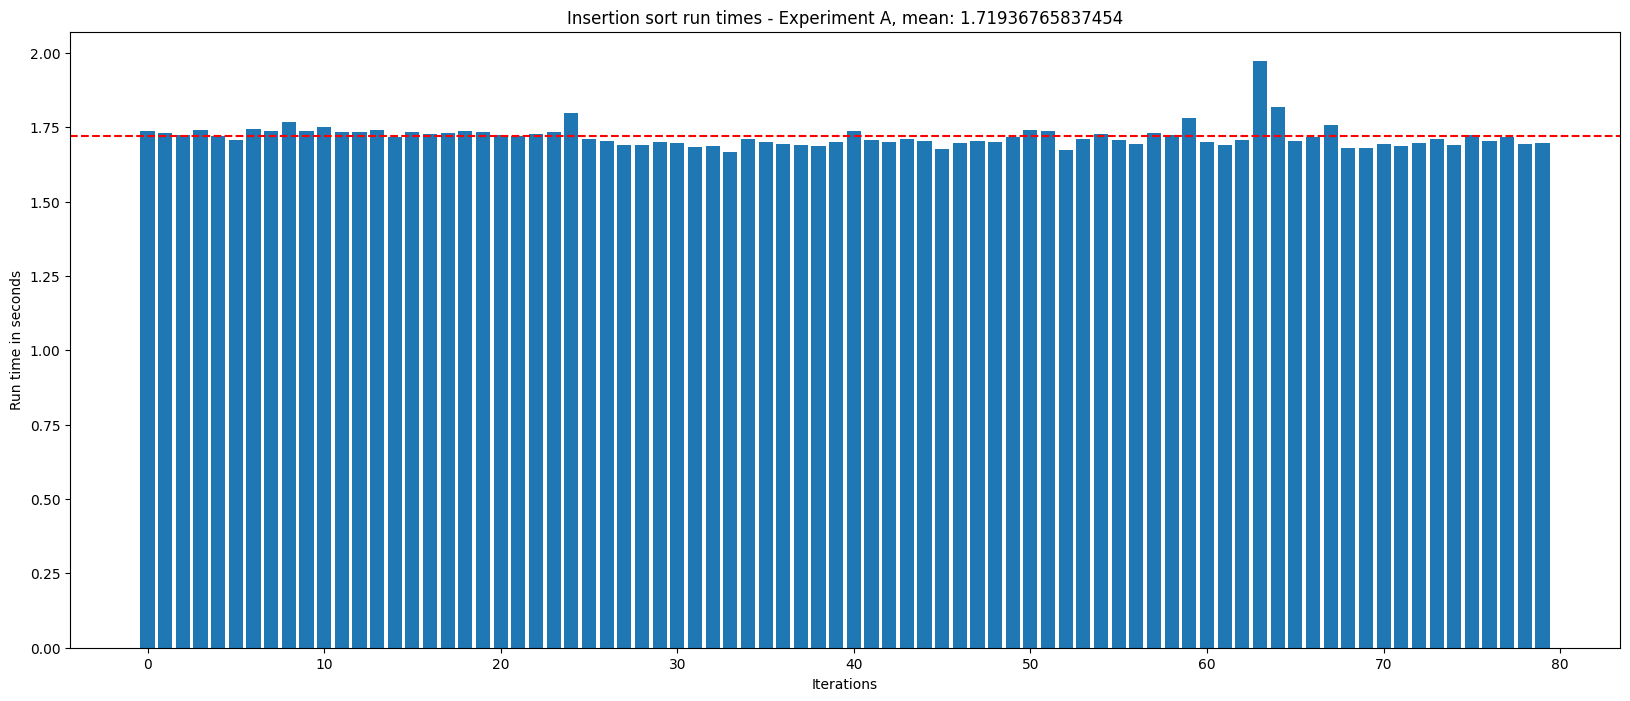 Insertion sort run times - Experiment A, mean: 1.71936765837454
2.00
1.75
1.50
1.25
1.00
0.75
0.50
0.25
0.00
Run time in seconds
0 10 20 30 40 50 60 70 80
Iterations